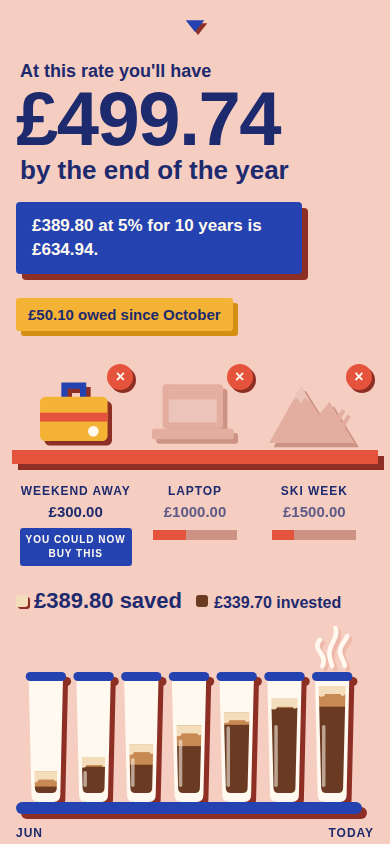 At this rate you'll have
£499.74
by the end of the year
£389.80 at 5% for 10 years is
£634.94.
£50.10 owed since October
WEEKEND AWAY
£300.00
YOU COULD NOW
BUY THIS
LAPTOP
£1000.00
SKI WEEK
£1500.00
£389.80 saved
£339.70 invested
JUN
TODAY